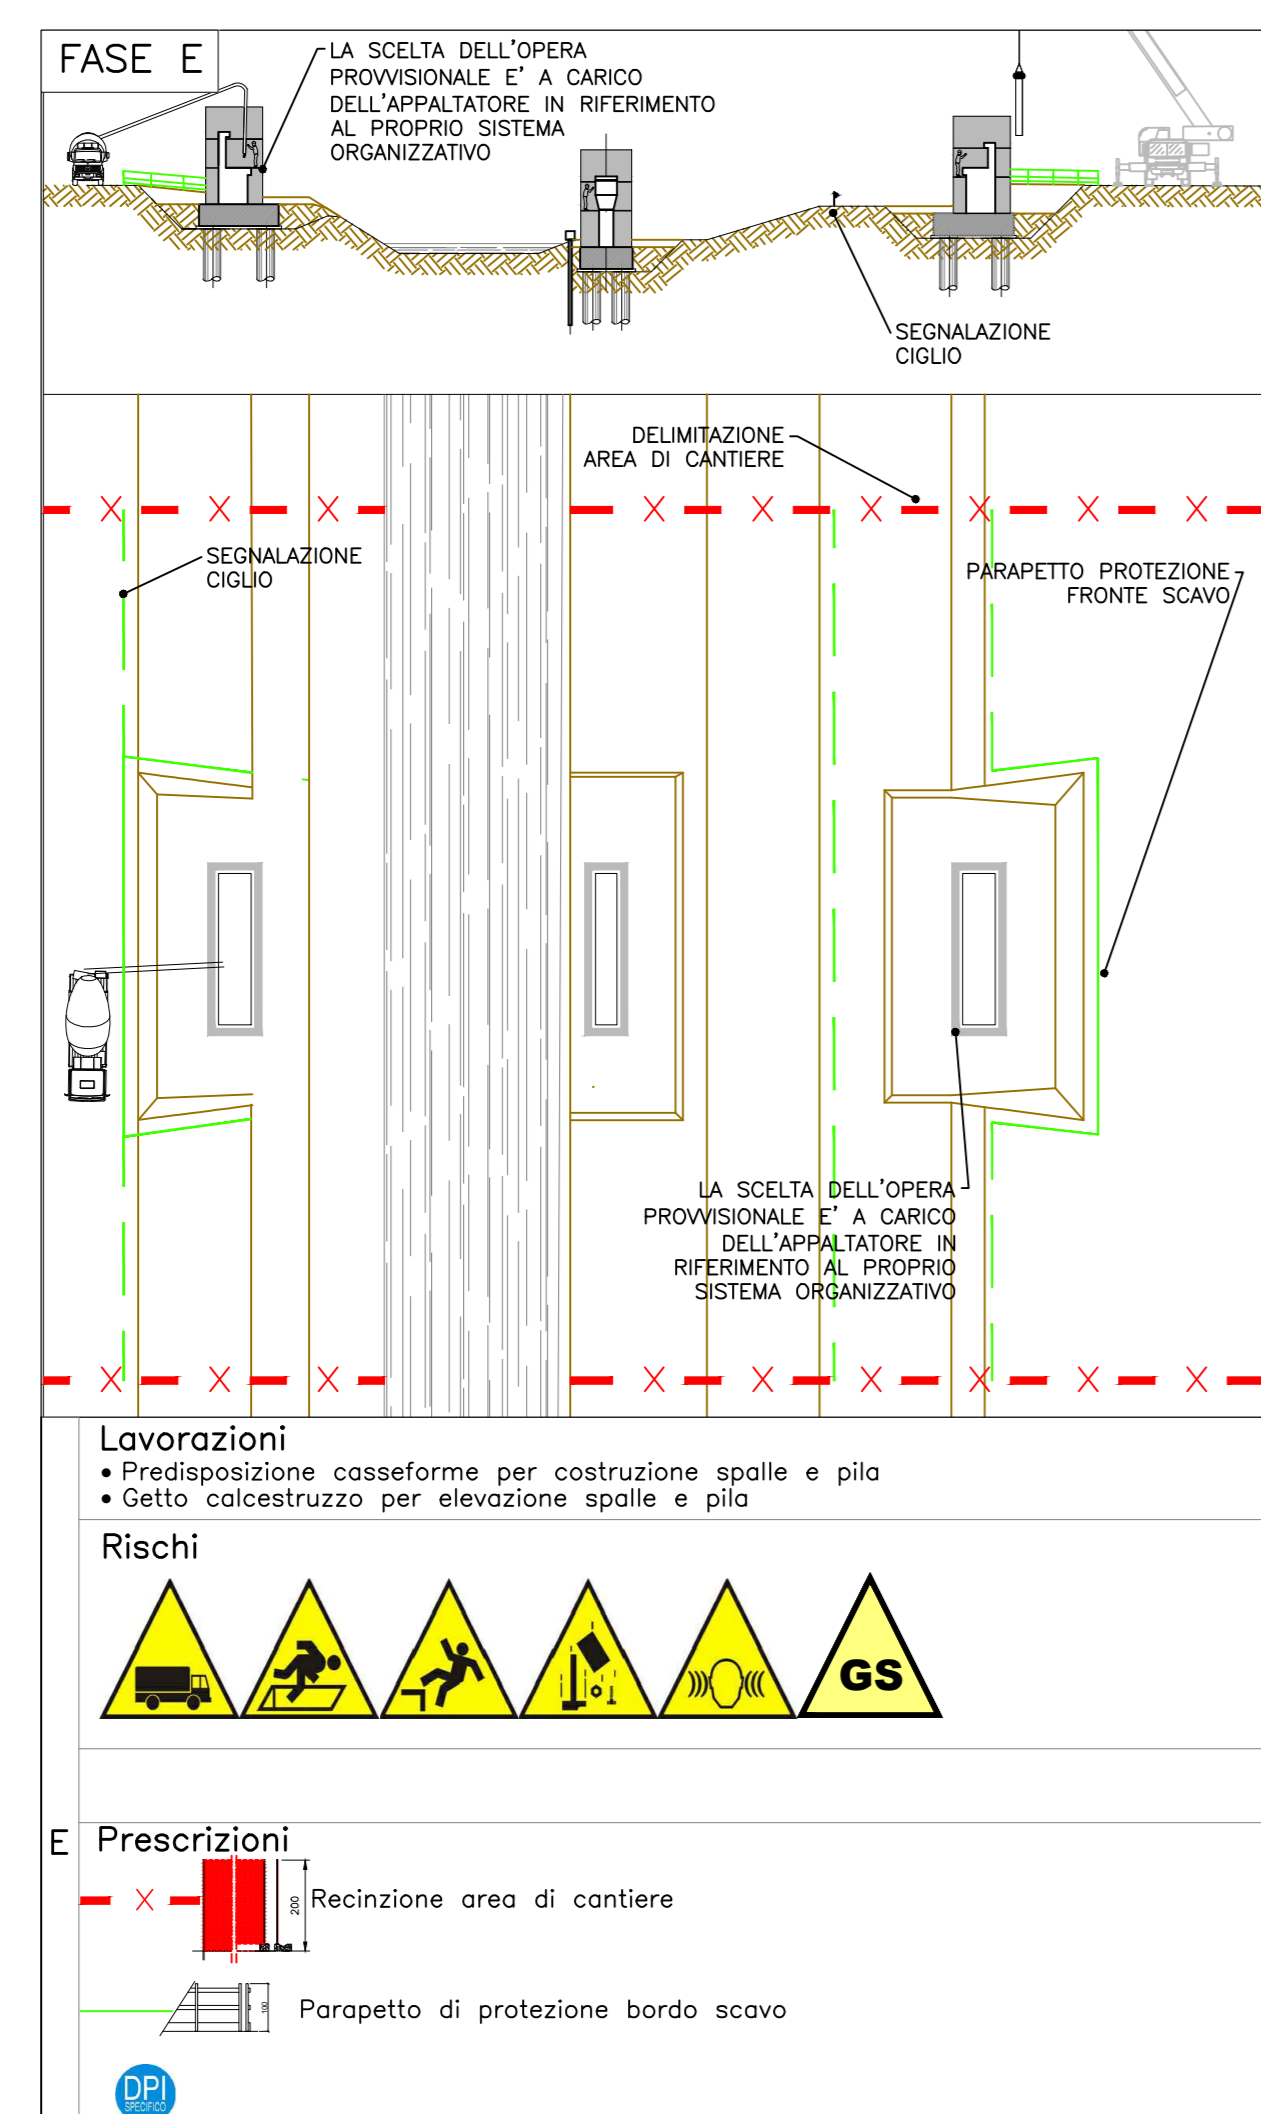 FASE E
LA SCELTA DELL'OPERA
PROVVISIONALE E' A CARICO
DELL'APPALTATORE IN RIFERIMENTO
AL PROPRIO SISTEMA
ORGANIZZATIVO
SEGNALAZIONE
CIGLIO
DELIMITAZIONE
AREA DI CANTIERE
SEGNALAZIONE
CIGLIO
PARAPETTO PROTEZIONE
FRONTE SCAVO
LA SCELTA DELL'OPERA
PROVVISIONALE E' A CARICO
DELL'APPALTATORE IN
RIFERIMENTO AL PROPRIO
SISTEMA ORGANIZZATIVO
Lavorazioni
• Predisposizione casseforme per costruzione spalle e pila
• Getto calcestruzzo per elevazione spalle e pila
Rischi
GS
E
Prescrizioni
200
Recinzione area di cantiere
100
Parapetto di protezione bordo scavo
DPI
SPECIFICO